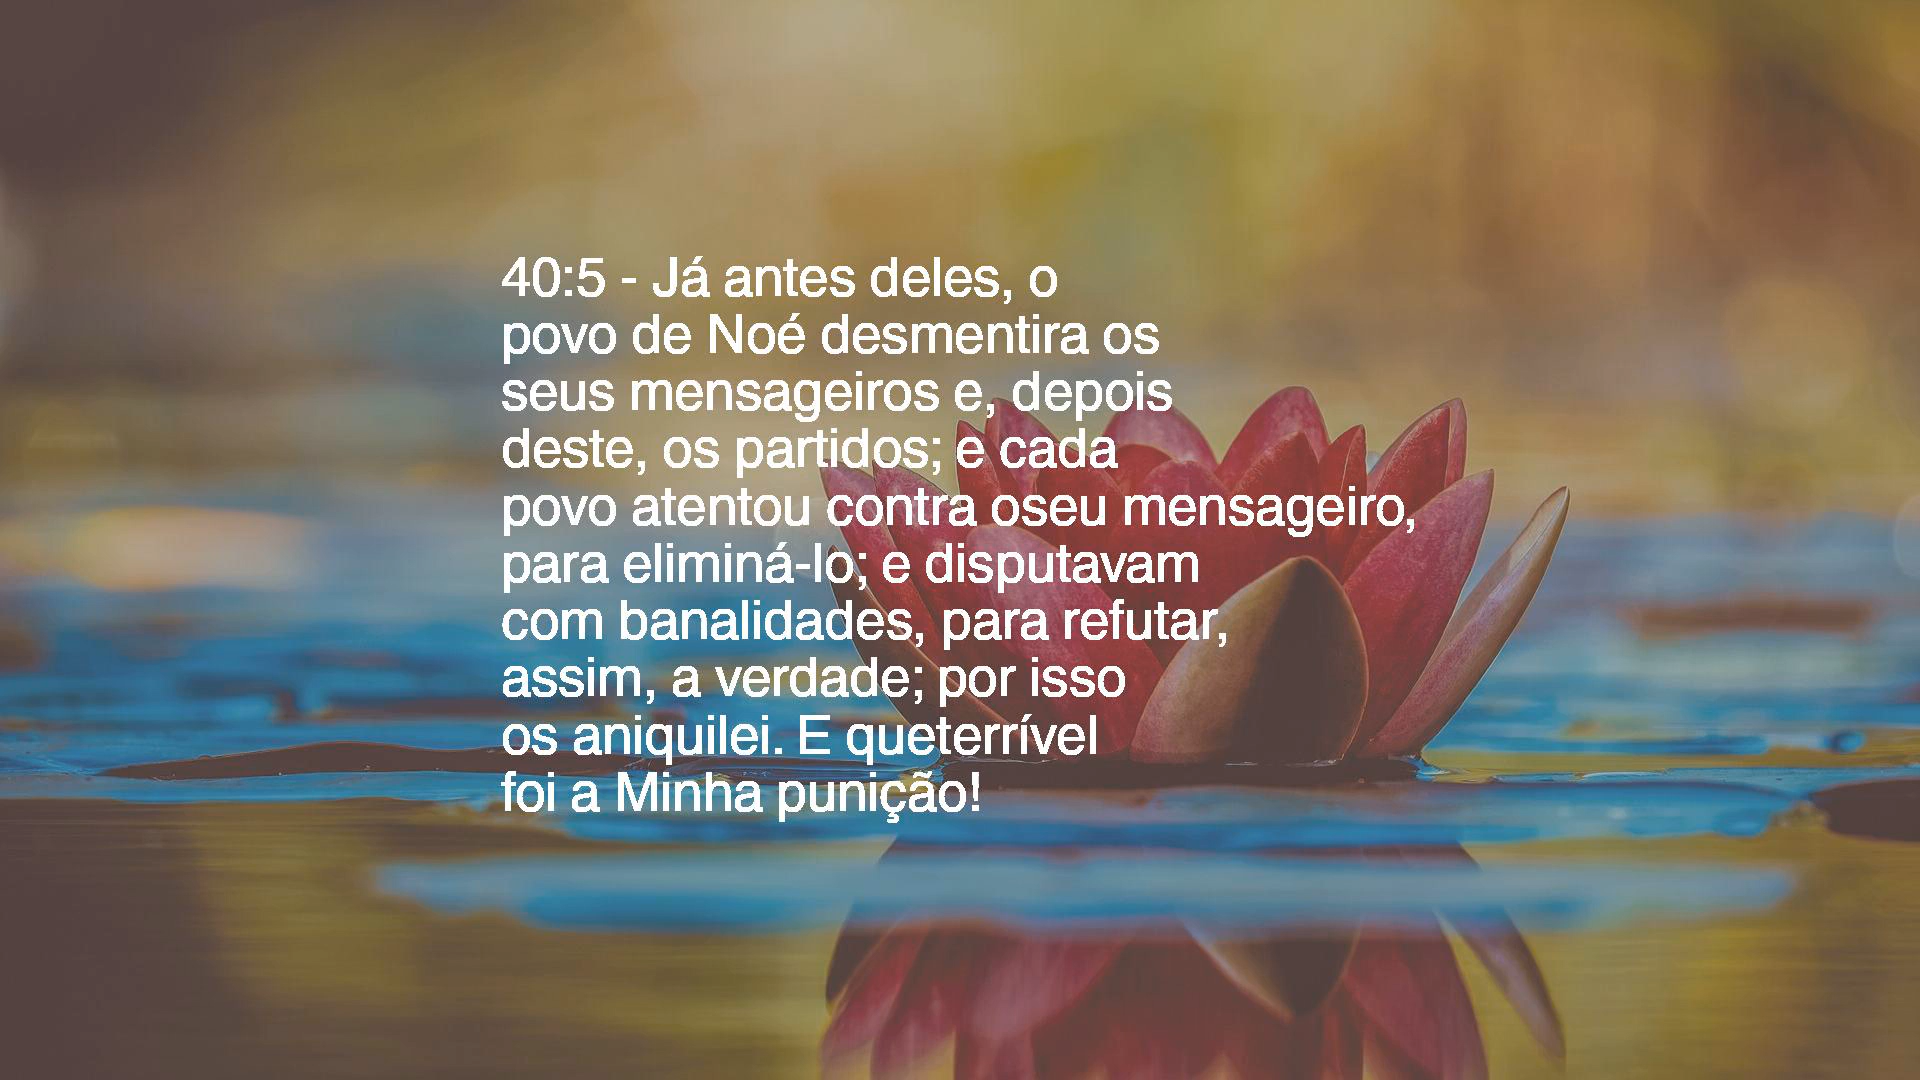 40:5 - Já antes deles, o
povo de Noé desmentira os
seus mensageiros e, depois
deste, os partidos; e cada
povo atentou contra oseu mensageiro,
para eliminá-lo; e disputavam
com banalidades, para refutar,
assim, a verdade; por isso
os aniquilei. E queterrível
foi a Minha punição!